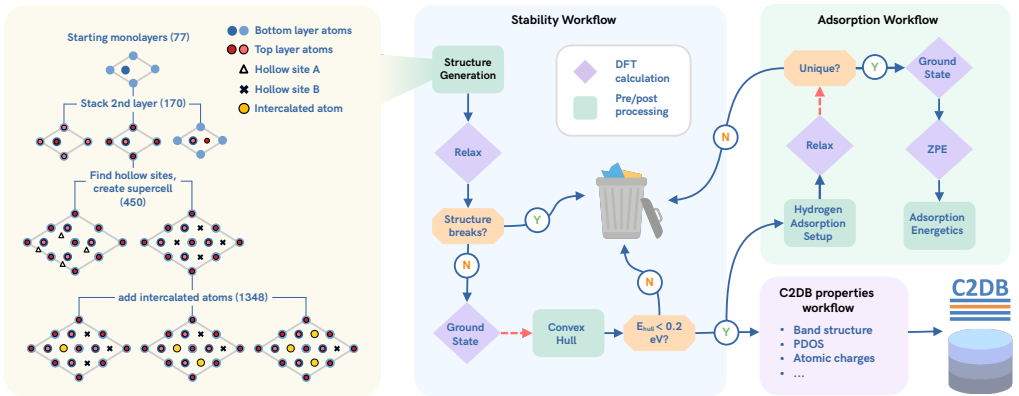 Starting monolayers (77)
Bottom layer atoms
Top layer atoms
Hollow site A
Hollow site B
Intercalated atom
Stack 2nd layer (170)
Find hollow sites,
create supercell
(450)
add intercalated atoms (1348)
Stability Workflow
Structure
Generation
DFT
calculation
Pre/post
processing
Relax
Structure
breaks?
Y
N
Ground
State
Convex
Hull
Ehull < 0.2
eV?
N
Y
N
Adsorption Workflow
Unique?
Y
Ground
State
Relax
ZPE
Hydrogen
Adsorption
Setup
Adsorption
Energetics
C2DB properties
workflow
• Band structure
• PDOS
• Atomic charges
• ...
C2DB